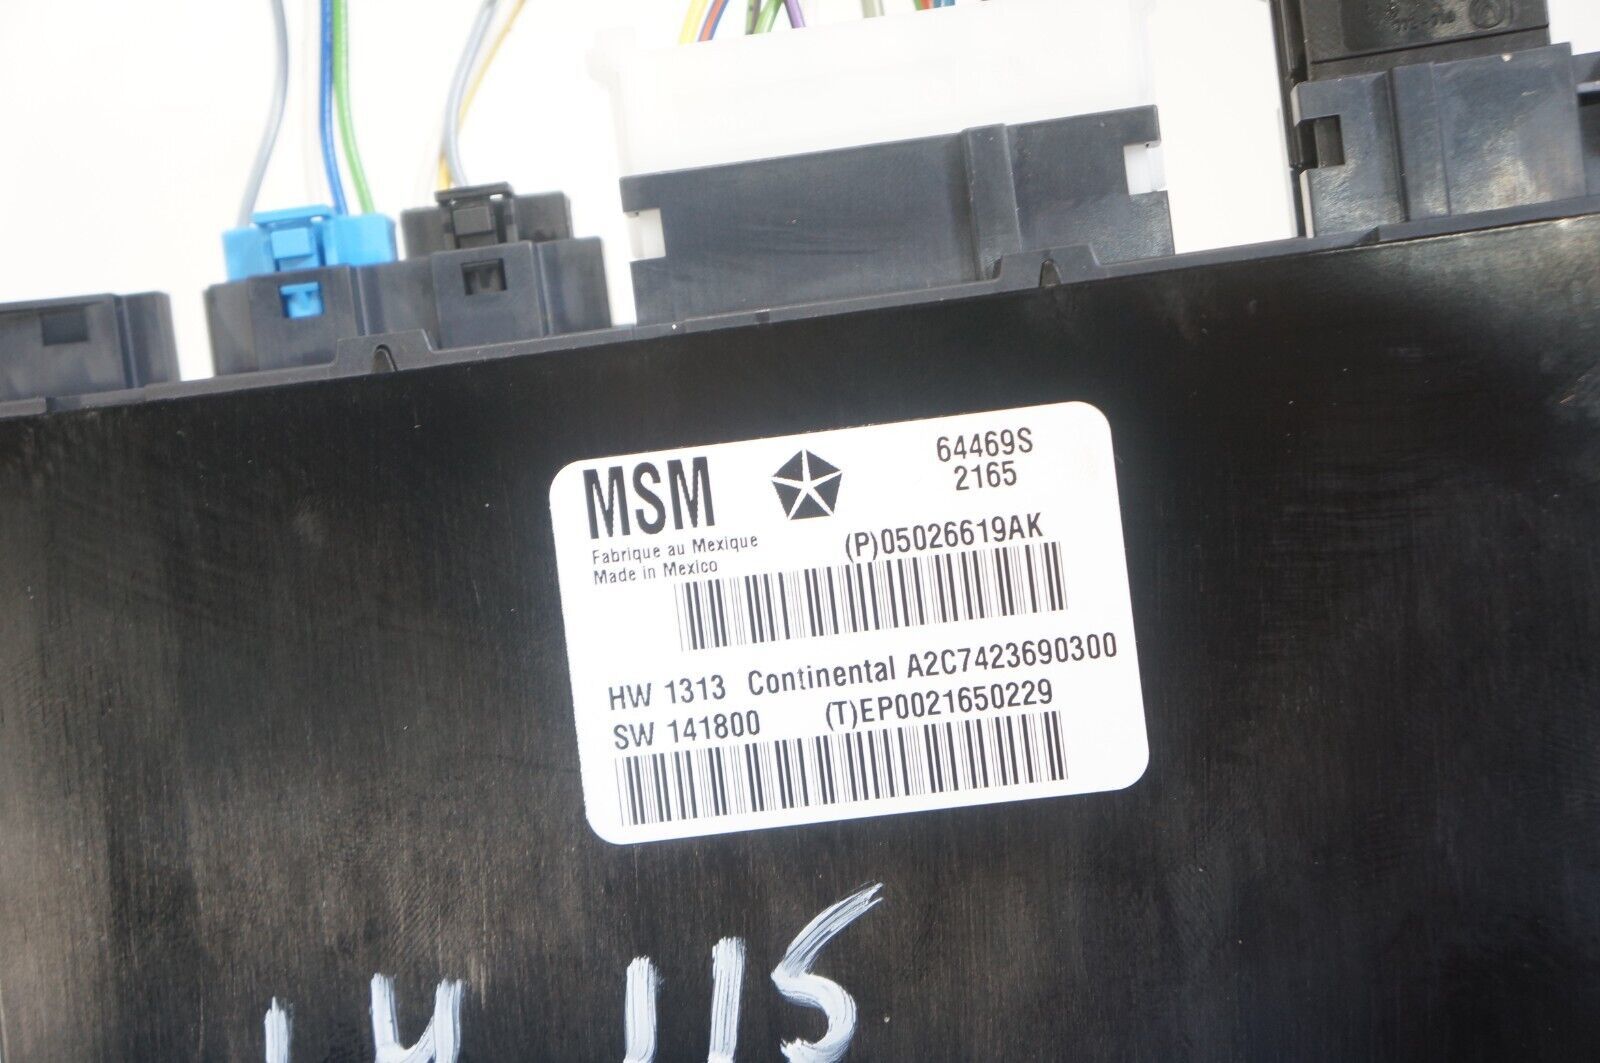 MSM
64469S
2165
Fabrique au Mexique
Made in Mexico
(P)05026619AK
HW 1313 Continental A2C7423690300
SW 141800 (T)EP0021650229